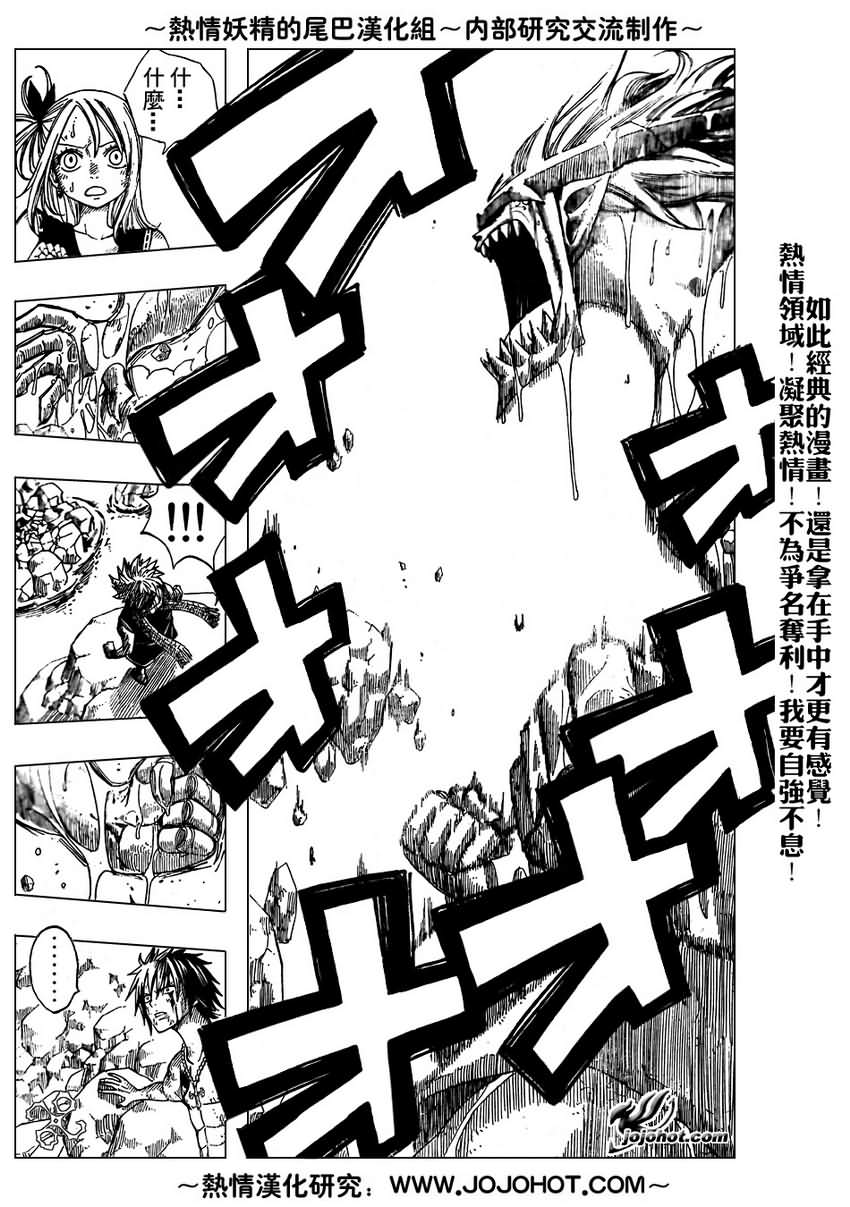 ～熱情妖精的尾巴漢化組～内部研究交流制作～
什…
什麼…
オオオオオオオ
!!!
………
如此經典的漫畫！還是拿在手中才更有感覺！
熱情領域！凝聚熱情！不為爭名奪利！我要自強不息！
jojohot.com
～熱情漢化研究：WWW.JOJOHOT.COM～